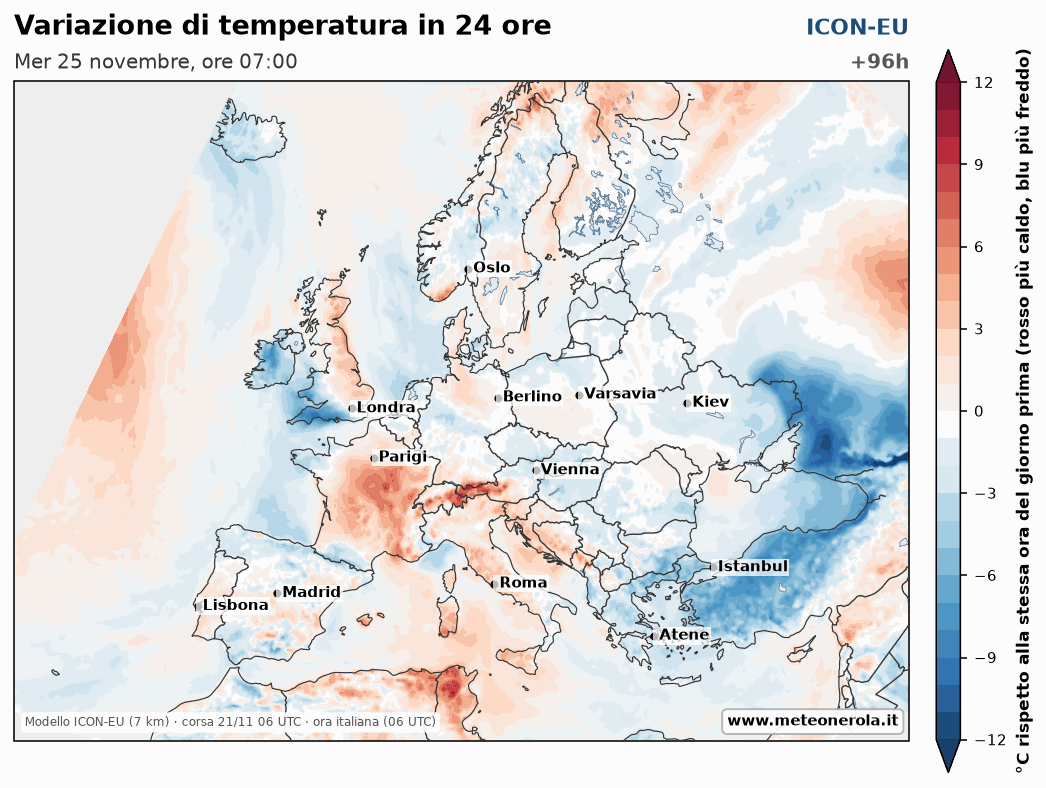 Variazione di temperatura in 24 ore
ICON-EU
Mer 25 novembre, ore 07:00
+96h
Oslo
Londra
Berlino
Varsavia
Kiev
Parigi
Vienna
Istanbul
Roma
Madrid
Lisbona
Atene
Modello ICON-EU (7 km) · corsa 21/11 06 UTC · ora italiana (06 UTC)
www.meteonerola.it
12
9
6
3
0
−3
−6
−9
−12
°C rispetto alla stessa ora del giorno prima (rosso più caldo, blu più freddo)